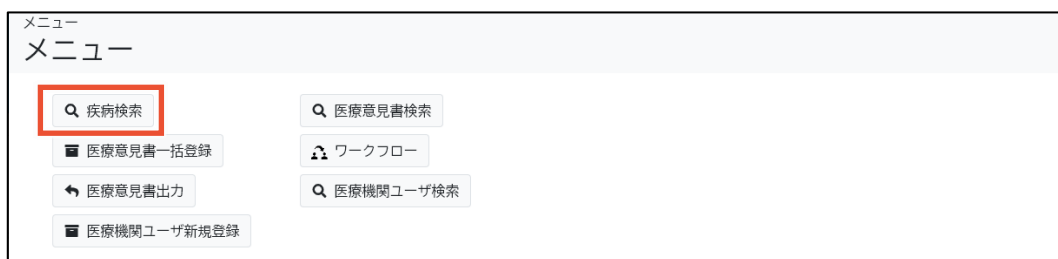 メニュー
メニュー
疾病検索
医療意見書検索
医療意見書一括登録
ワークフロー
医療意見書出力
医療機関ユーザ検索
医療機関ユーザ新規登録